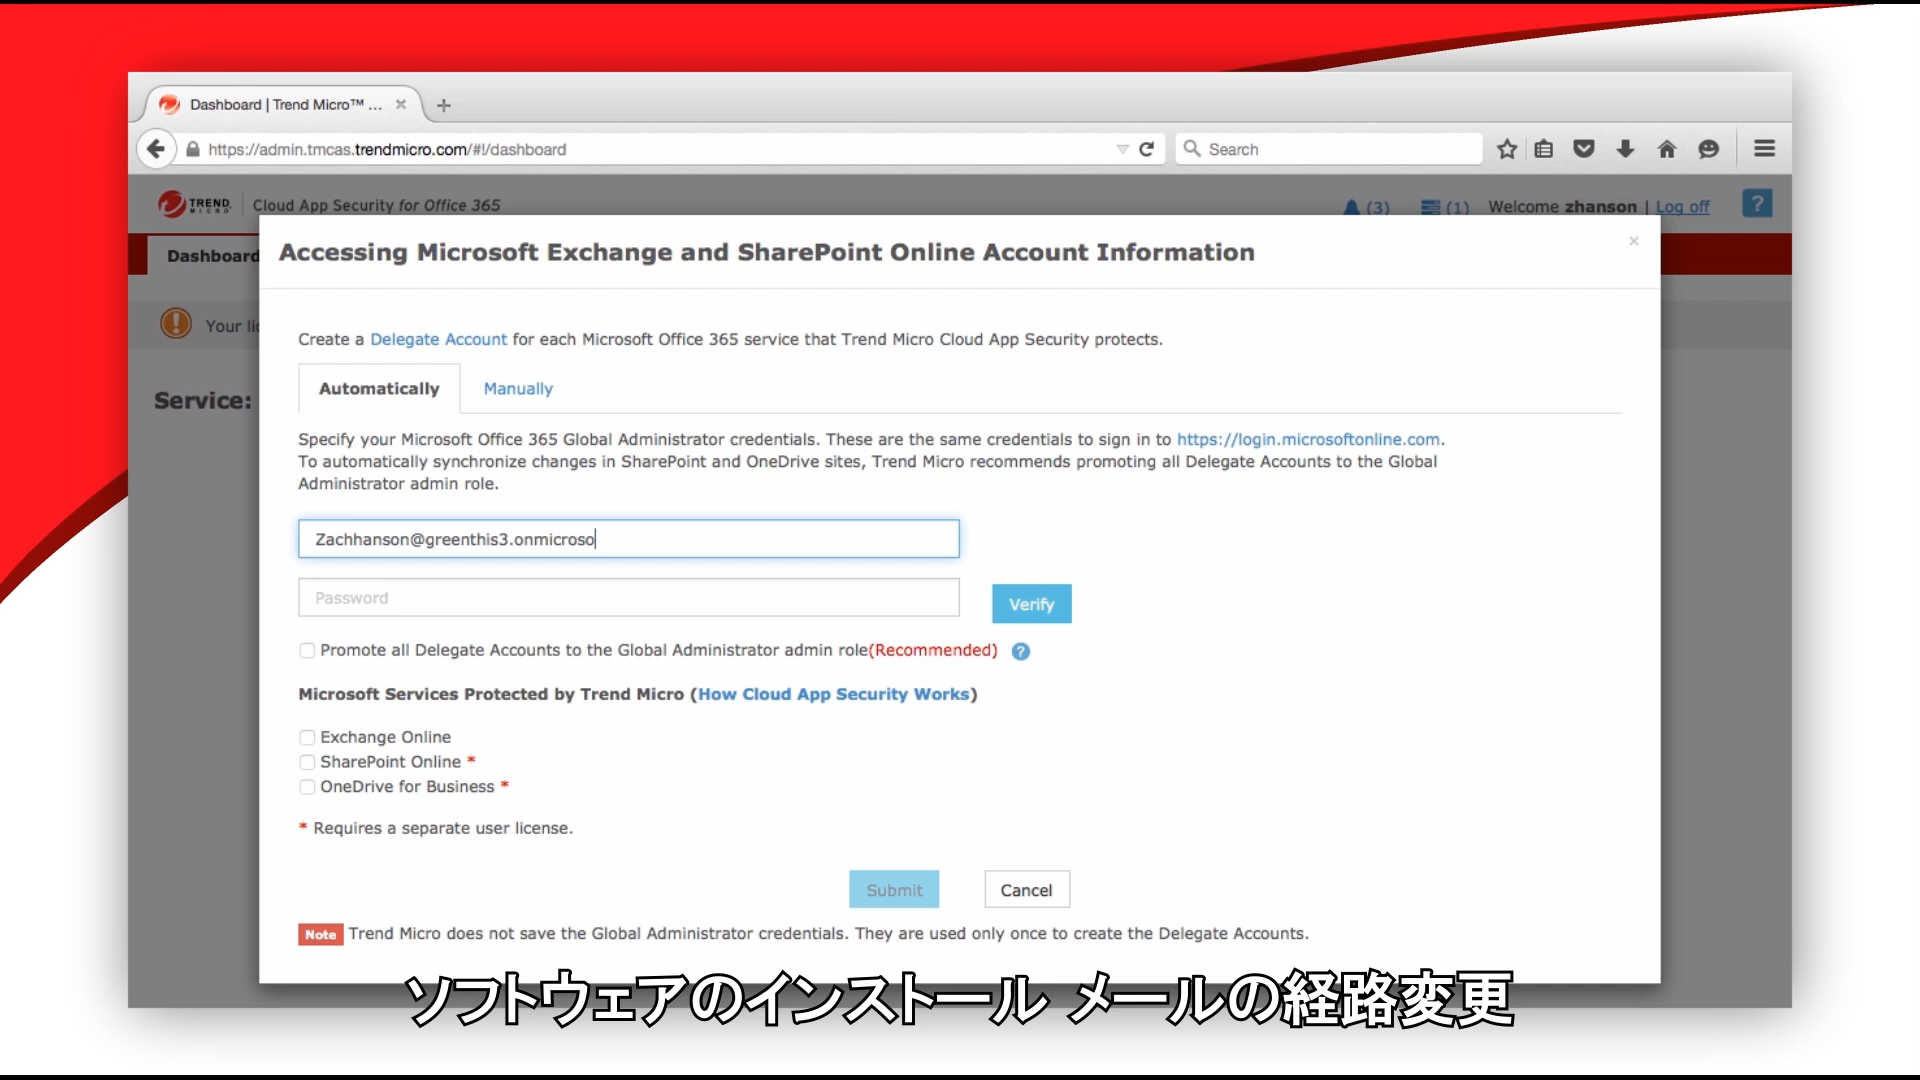 Dashboard | Trend Micro™ ...
https://admin.tmcas.trendmicro.com/#!/dashboard
Search
TREND MICRO
Cloud App Security for Office 365
(3)
(1)
Welcome zhanson | Log off
?
Dashboard
Accessing Microsoft Exchange and SharePoint Online Account Information
Your li
Service:
Create a Delegate Account for each Microsoft Office 365 service that Trend Micro Cloud App Security protects.
Automatically
Manually
Specify your Microsoft Office 365 Global Administrator credentials. These are the same credentials to sign in to https://login.microsoftonline.com.
To automatically synchronize changes in SharePoint and OneDrive sites, Trend Micro recommends promoting all Delegate Accounts to the Global
Administrator admin role.
Zachhanson@greenthis3.onmicroso
Password
Verify
Promote all Delegate Accounts to the Global Administrator admin role(Recommended) ?
Microsoft Services Protected by Trend Micro (How Cloud App Security Works)
Exchange Online
SharePoint Online *
OneDrive for Business *
* Requires a separate user license.
Submit
Cancel
Note Trend Micro does not save the Global Administrator credentials. They are used only once to create the Delegate Accounts.
ソフトウェアのインストール メールの経路変更